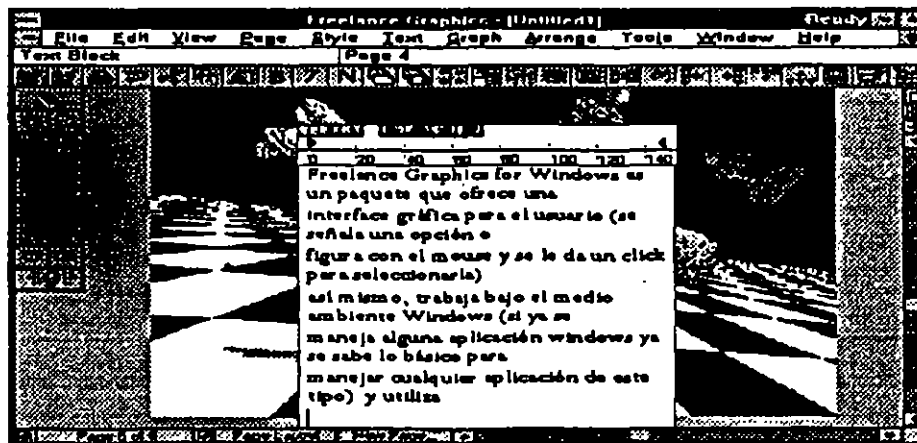 Freelance Graphics - [Untitled1] Ready
File Edit View Page Style Text Graph Arrange Tools Window Help
Text Block Page 4
0 20 40 60 80 100 120 140
Freelance Graphics for Windows es
un paquete que ofrece una
interface gráfica para el usuario (se
señala una opción o
figura con el mouse y se le da un click
para seleccionarla)
así mismo, trabaja bajo el medio
ambiente Windows (si ya se
maneja alguna aplicación windows ya
se sabe lo básico para
manejar cualquier aplicación de este
tipo) y utiliza